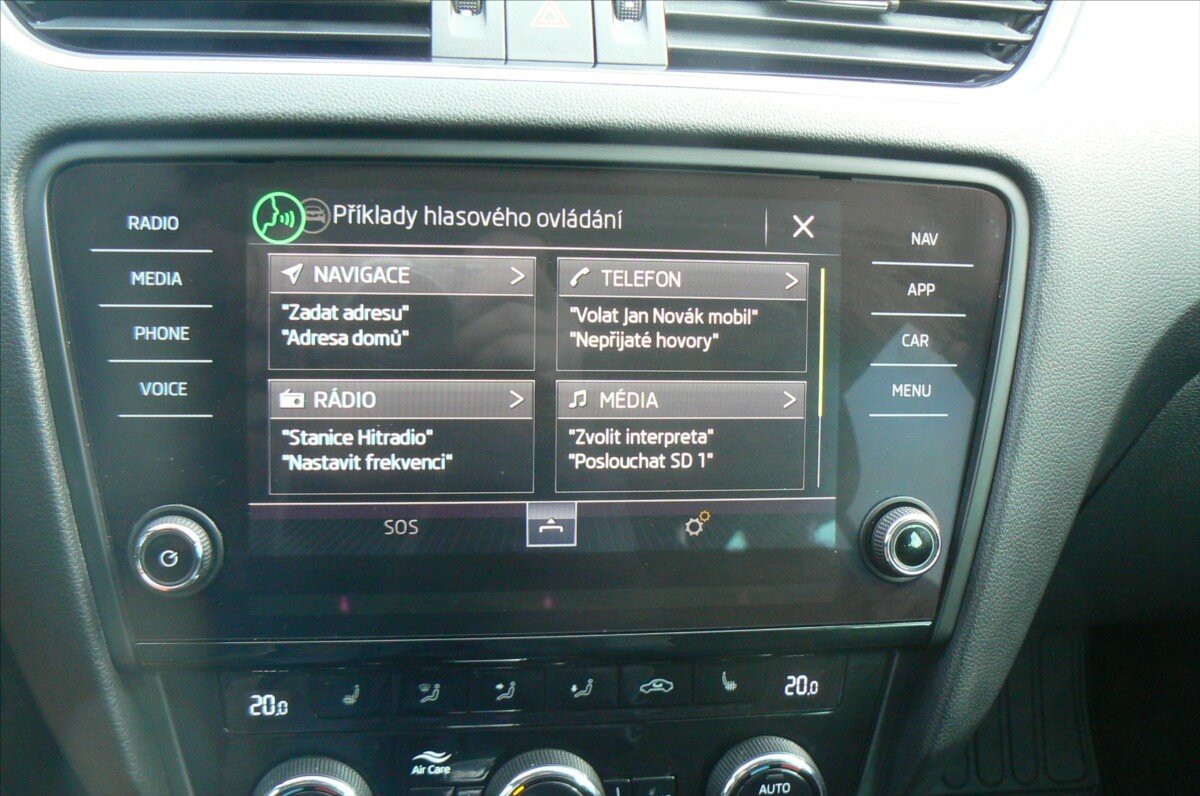 Příklady hlasového ovládání
RADIO
MEDIA
PHONE
VOICE
NAVIGACE
"Zadat adresu"
"Adresa domů"
TELEFON
"Volat Jan Novák mobil"
"Nepřijaté hovory"
RÁDIO
"Stanice Hitradio"
"Nastavit frekvenci"
MÉDIA
"Zvolit interpreta"
"Poslouchat SD 1"
SOS
NAV
APP
CAR
MENU
20.0
20.0
Air Care
AUTO